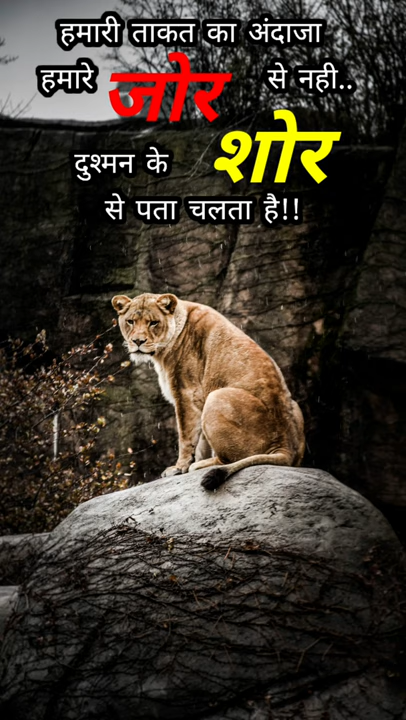 हमारी ताकत का अंदाजा
हमारे जोर से नही..
दुश्मन के शोर
से पता चलता है!!